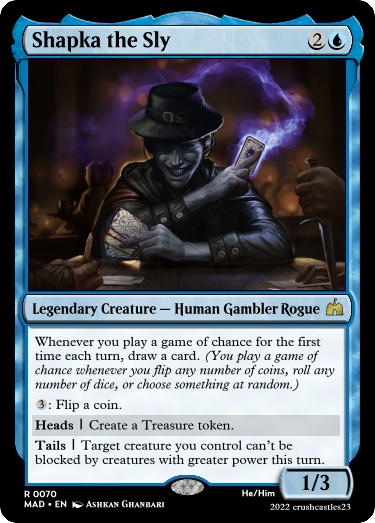 Shapka the Sly 2
Legendary Creature — Human Gambler Rogue
Whenever you play a game of chance for the first
time each turn, draw a card. (You play a game of
chance whenever you flip any number of coins, roll any
number of dice, or choose something at random.)
3: Flip a coin.
Heads | Create a Treasure token.
Tails | Target creature you control can't be
blocked by creatures with greater power this turn.
1/3
R 0070
He/Him
MAD • EN Ashkan Ghanbari
2022 crushcastles23